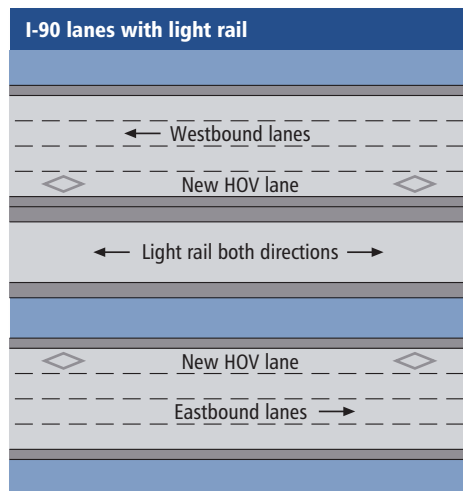 I-90 lanes with light rail
Westbound lanes
New HOV lane
Light rail both directions
New HOV lane
Eastbound lanes